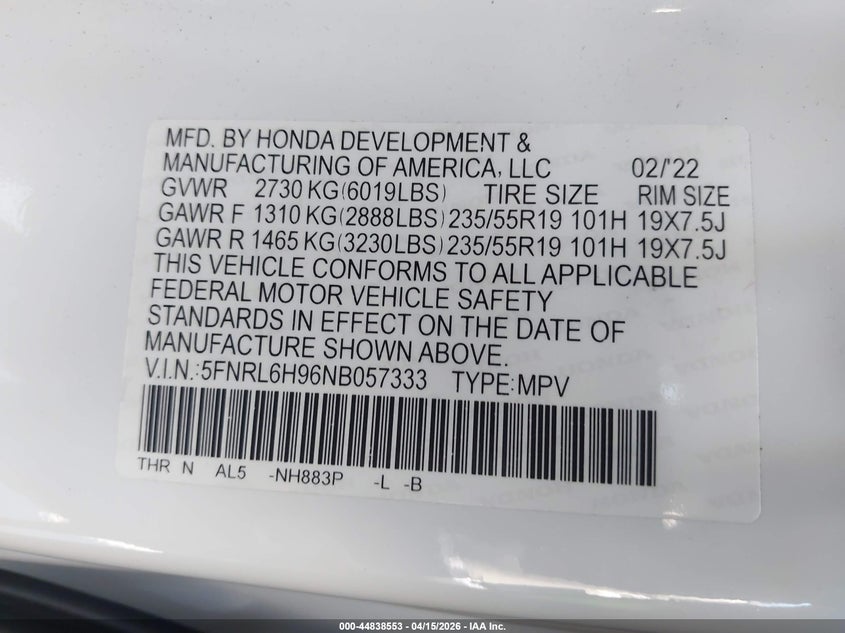 MFD. BY HONDA DEVELOPMENT &
MANUFACTURING OF AMERICA, LLC 02/'22
GVWR 2730 KG(6019LBS) TIRE SIZE RIM SIZE
GAWR F 1310 KG(2888LBS) 235/55R19 101H 19X7.5J
GAWR R 1465 KG(3230LBS) 235/55R19 101H 19X7.5J
THIS VEHICLE CONFORMS TO ALL APPLICABLE
FEDERAL MOTOR VEHICLE SAFETY
STANDARDS IN EFFECT ON THE DATE OF
MANUFACTURE SHOWN ABOVE.
V.I.N.:5FNRL6H96NB057333 TYPE:MPV
THR N AL5 -NH883P -L -B
000-44838553 - 04/15/2026 - IAA Inc.